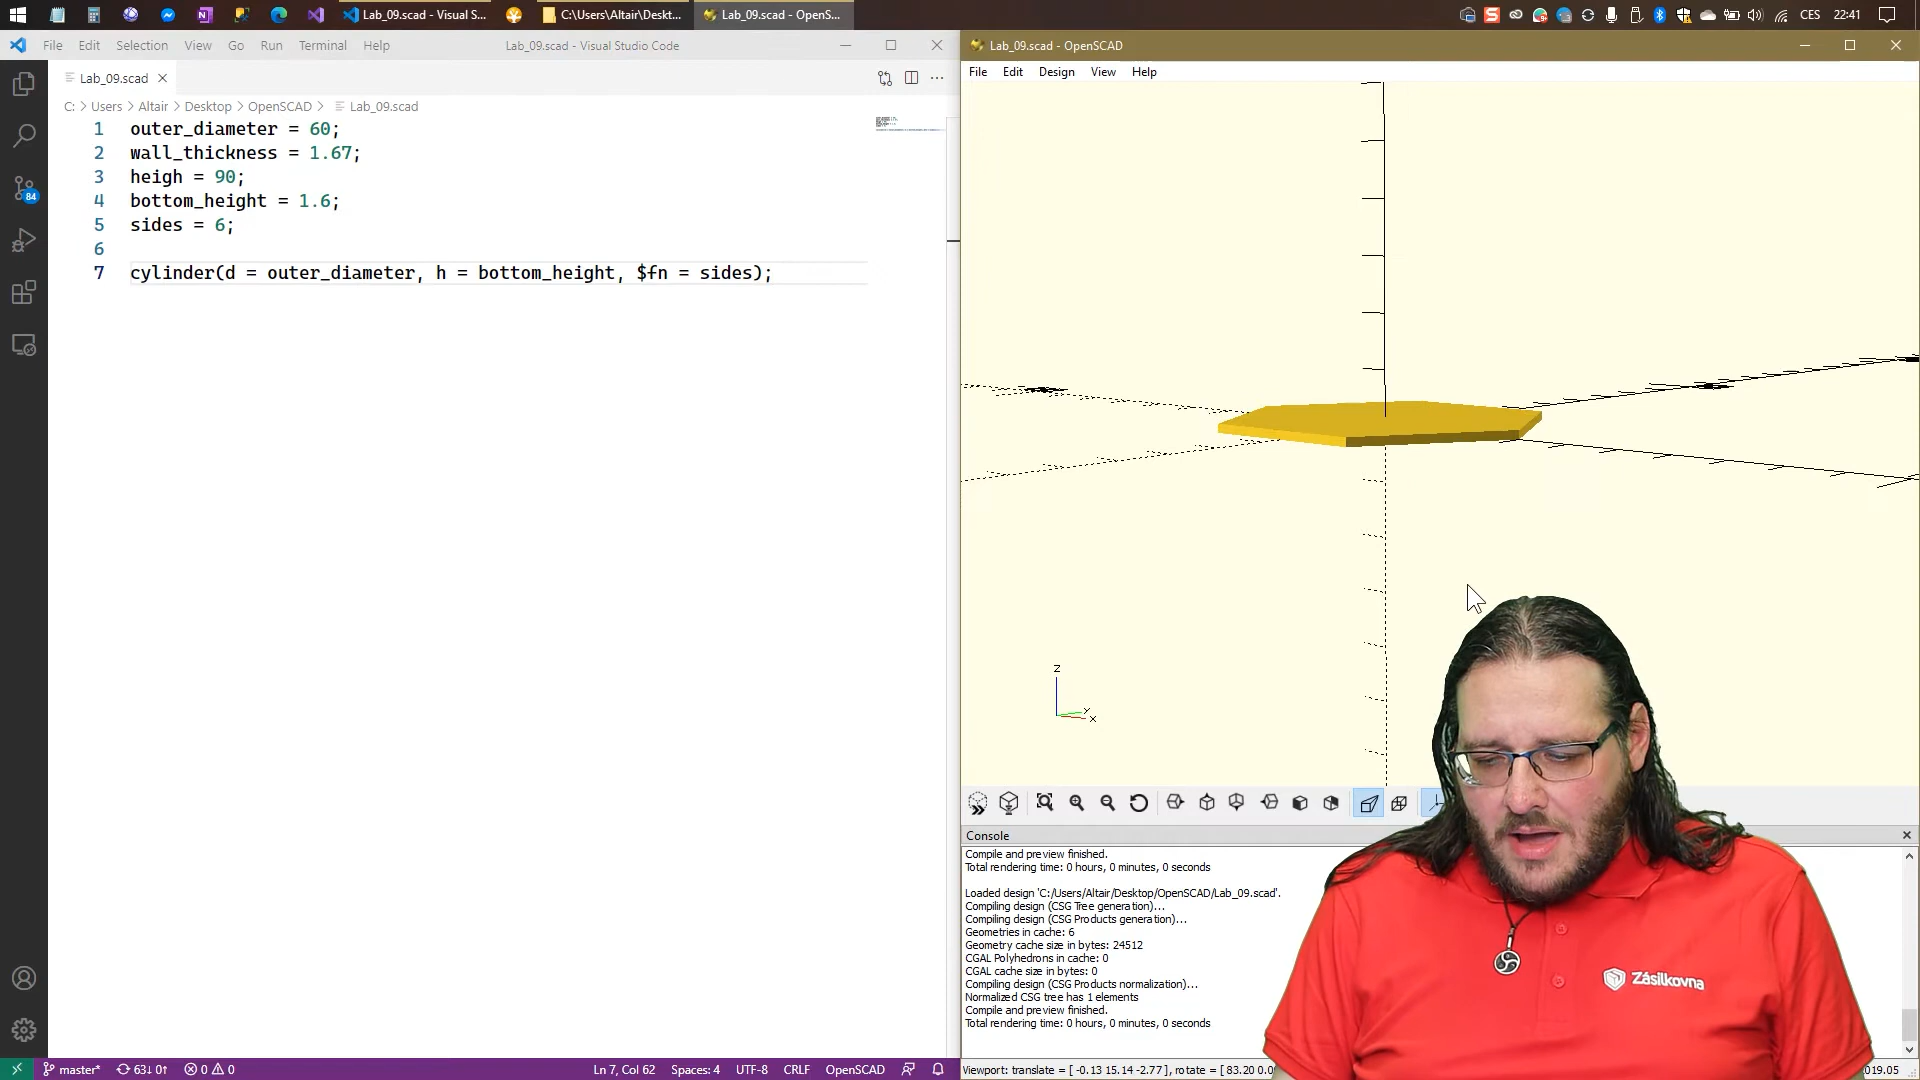 Lab_09.scad - Visual S...
C:\Users\Altair\Deskt...
Lab_09.scad - OpenS...
CES
22:41
File Edit Selection View Go Run Terminal Help
Lab_09.scad - Visual Studio Code
Lab_09.scad
C: > Users > Altair > Desktop > OpenSCAD > Lab_09.scad
1 outer_diameter = 60;
2 wall_thickness = 1.67;
3 heigh = 90;
4 bottom_height = 1.6;
5 sides = 6;
6
7 cylinder(d = outer_diameter, h = bottom_height, $fn = sides);
84
master*
63↓ 0↑
0 0
Ln 7, Col 62
Spaces: 4
UTF-8
CRLF
OpenSCAD
Lab_09.scad - OpenSCAD
File Edit Design View Help
Z
Y
X
Console
Compile and preview finished.
Total rendering time: 0 hours, 0 minutes, 0 seconds
Loaded design 'C:/Users/Altair/Desktop/OpenSCAD/Lab_09.scad'.
Compiling design (CSG Tree generation)...
Compiling design (CSG Products generation)...
Geometries in cache: 6
Geometry cache size in bytes: 24512
CGAL Polyhedrons in cache: 0
CGAL cache size in bytes: 0
Compiling design (CSG Products normalization)...
Normalized CSG tree has 1 elements
Compile and preview finished.
Total rendering time: 0 hours, 0 minutes, 0 seconds
Viewport: translate = [ -0.13 15.14 -2.77 ], rotate = [ 83.20
019.05
Zásilkovna